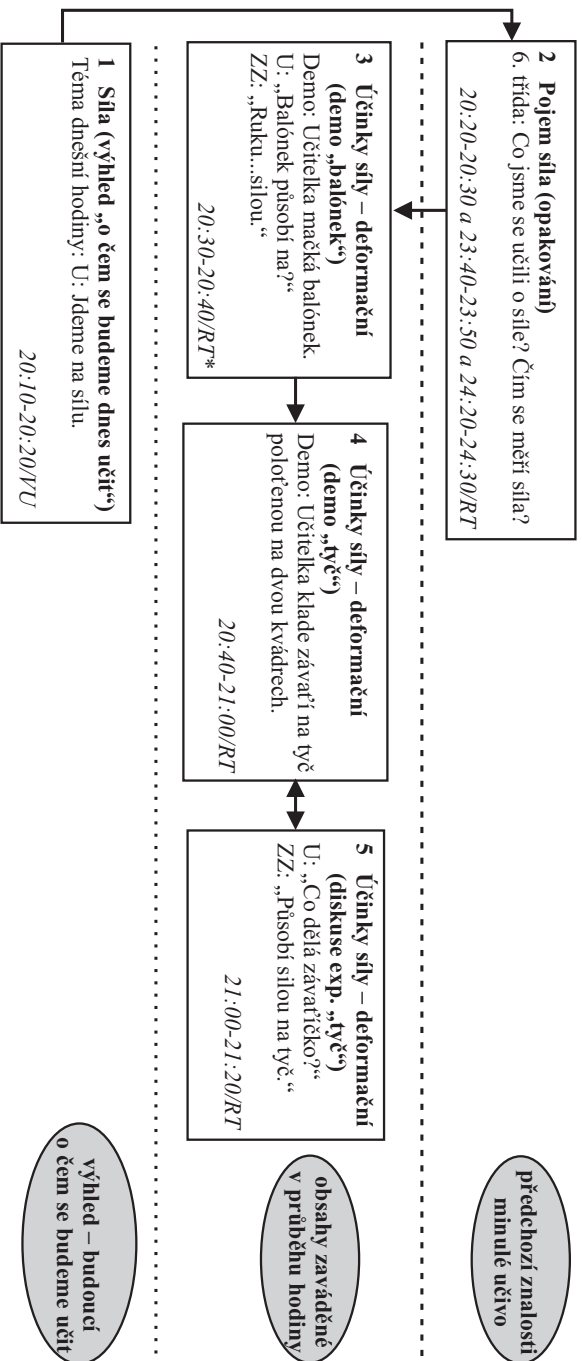 2 Pojem síla (opakování)
6. třída: Co jsme se učili o síle? Čím se měří síla?
20:20-20:30 a 23:40-23:50 a 24:20-24:30/RT
předchozí znalosti
minulé učivo
3 Účinky síly – deformační
(demo „balónek“)
Demo: Učitelka mačká balónek.
U: „Balónek působí na?“
ZZ: „Ruku...silou.“
20:30-20:40/RT*
4 Účinky síly – deformační
(demo „tyč“)
Demo: Učitelka klade závaťí na tyč
poloťenou na dvou kvádrech.
20:40-21:00/RT
5 Účinky síly – deformační
(diskuse exp. „tyč“)
U: „Co dělá závaťíčko?“
ZZ: „Působí silou na tyč.“
21:00-21:20/RT
obsahy zaváděné
v průběhu hodiny
1 Síla (výhled „o čem se budeme dnes učit“)
Téma dnešní hodiny: U: Jdeme na sílu.
20:10-20:20/VU
výhled – budoucí
o čem se budeme učit